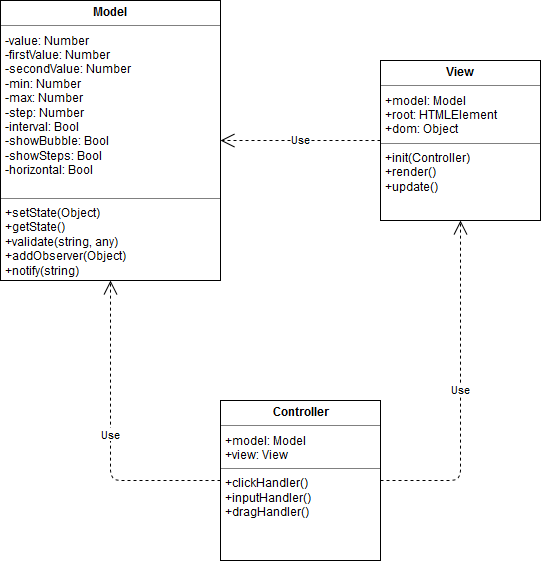 Model
-value: Number
-firstValue: Number
-secondValue: Number
-min: Number
-max: Number
-step: Number
-interval: Bool
-showBubble: Bool
-showSteps: Bool
-horizontal: Bool
+setState(Object)
+getState()
+validate(string, any)
+addObserver(Object)
+notify(string)
Use
View
+model: Model
+root: HTMLElement
+dom: Object
+init(Controller)
+render()
+update()
Use
Use
Controller
+model: Model
+view: View
+clickHandler()
+inputHandler()
+dragHandler()